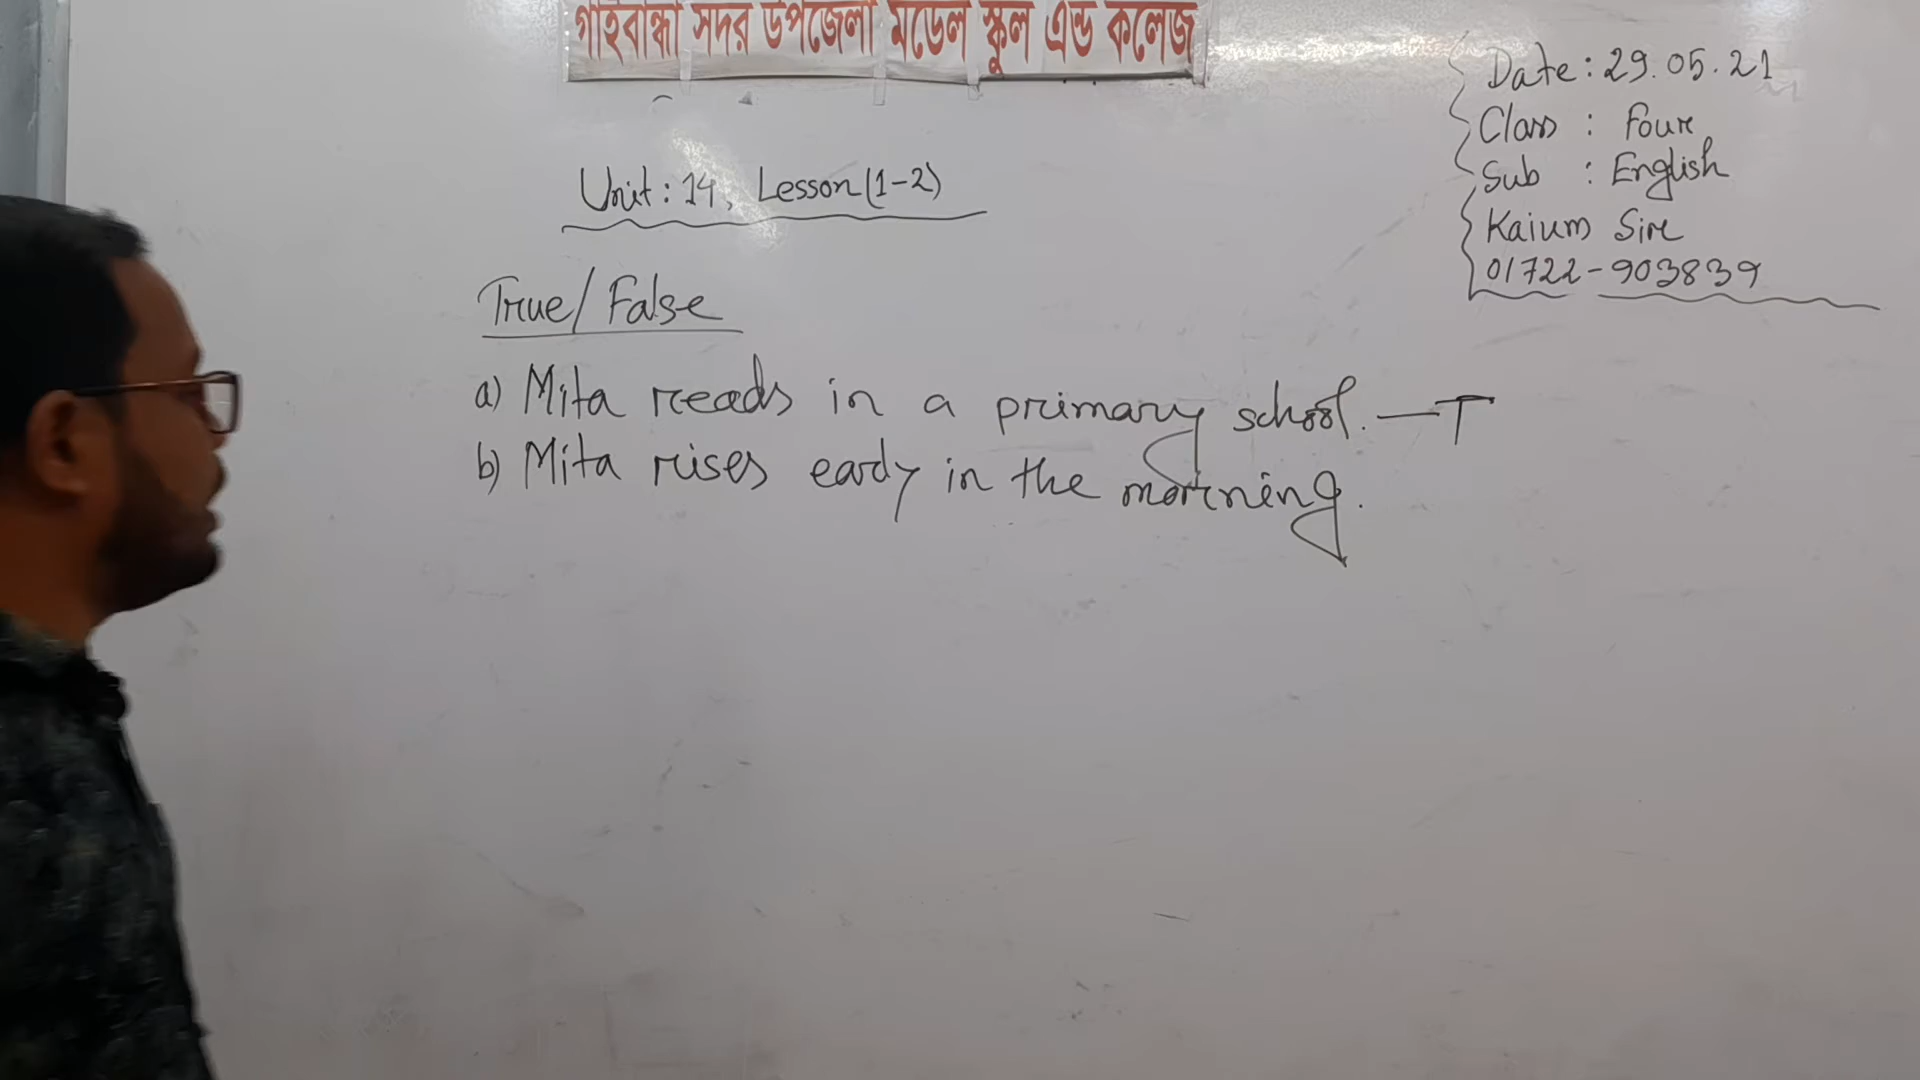 গাইবান্ধা সদর উপজেলা মডেল স্কুল এন্ড কলেজ
Date: 29.05.21
Class : Four
Sub : English
Kaium Sir
01722-903839
Unit: 14, Lesson (1-2)
True/False
a) Mita reads in a primary school. — T
b) Mita rises early in the morning.